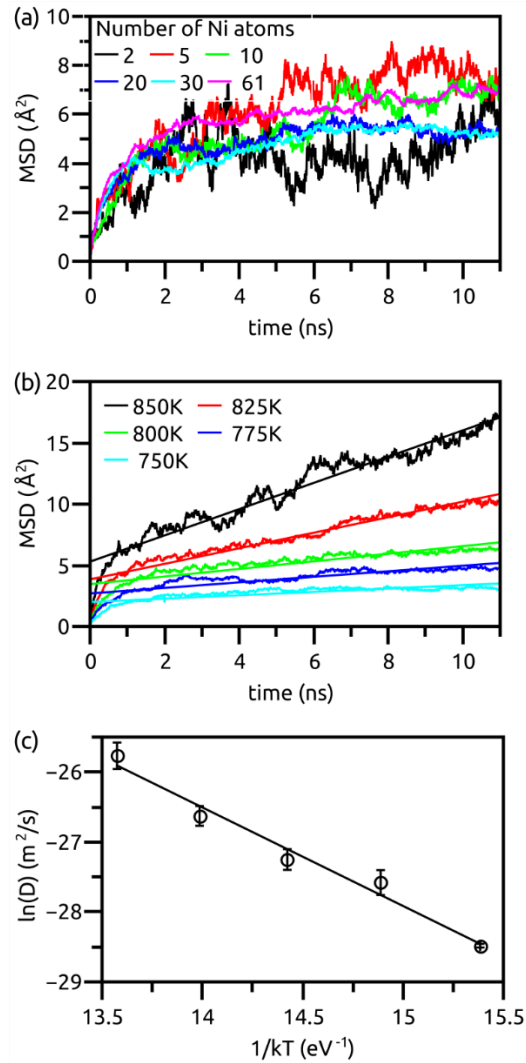 (a)
Number of Ni atoms
2 5 10
20 30 61
MSD (Å²)
10
8
6
4
2
0
0 2 4 6 8 10
time (ns)
(b)
850K 825K
800K 775K
750K
MSD (Å²)
20
15
10
5
0
0 2 4 6 8 10
time (ns)
(c)
ln(D) (m²/s)
−26
−27
−28
−29
13.5 14 14.5 15 15.5
1/kT (eV⁻¹)